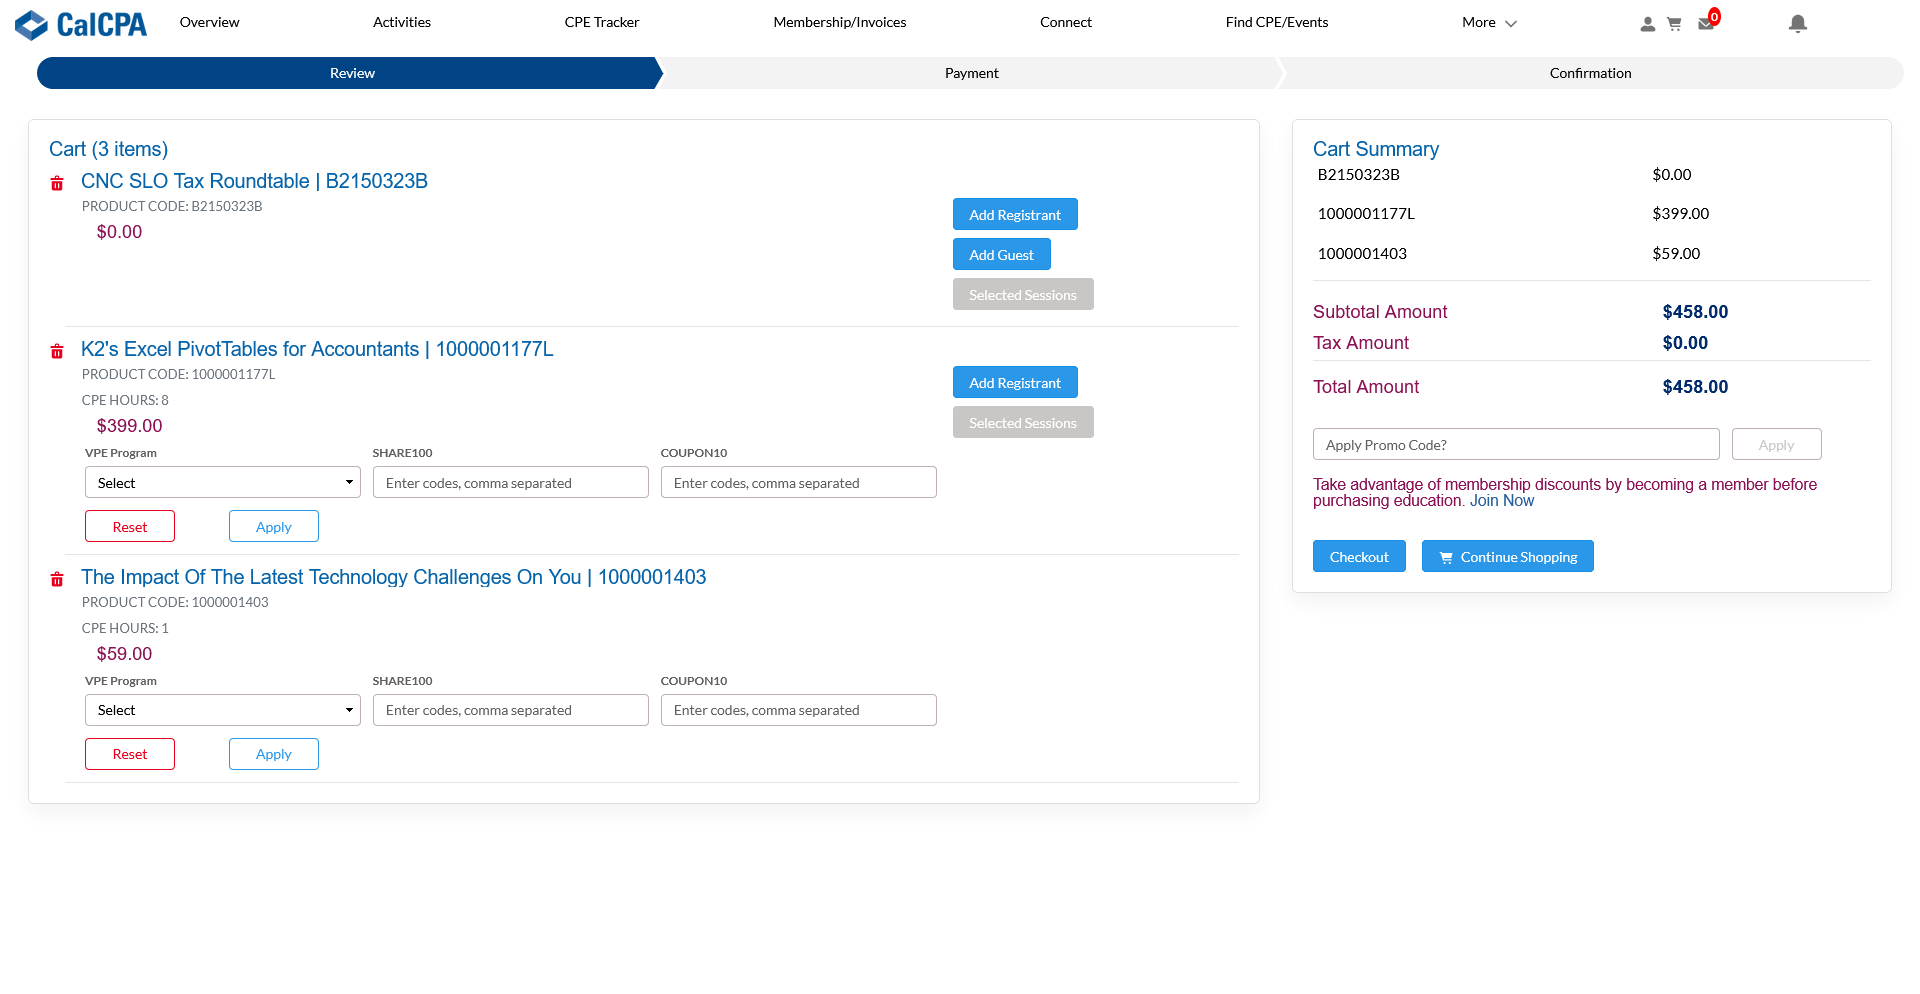 CalCPA
Overview
Activities
CPE Tracker
Membership/Invoices
Connect
Find CPE/Events
More
0
Review
Payment
Confirmation
Cart (3 items)
CNC SLO Tax Roundtable | B2150323B
PRODUCT CODE: B2150323B
$0.00
Add Registrant
Add Guest
Selected Sessions
K2's Excel PivotTables for Accountants | 1000001177L
PRODUCT CODE: 1000001177L
CPE HOURS: 8
$399.00
Add Registrant
Selected Sessions
VPE Program
SHARE100
COUPON10
Select
Enter codes, comma separated
Enter codes, comma separated
Reset
Apply
The Impact Of The Latest Technology Challenges On You | 1000001403
PRODUCT CODE: 1000001403
CPE HOURS: 1
$59.00
VPE Program
SHARE100
COUPON10
Select
Enter codes, comma separated
Enter codes, comma separated
Reset
Apply
Cart Summary
B2150323B $0.00
1000001177L $399.00
1000001403 $59.00
Subtotal Amount $458.00
Tax Amount $0.00
Total Amount $458.00
Apply Promo Code?
Apply
Take advantage of membership discounts by becoming a member before
purchasing education. Join Now
Checkout
Continue Shopping